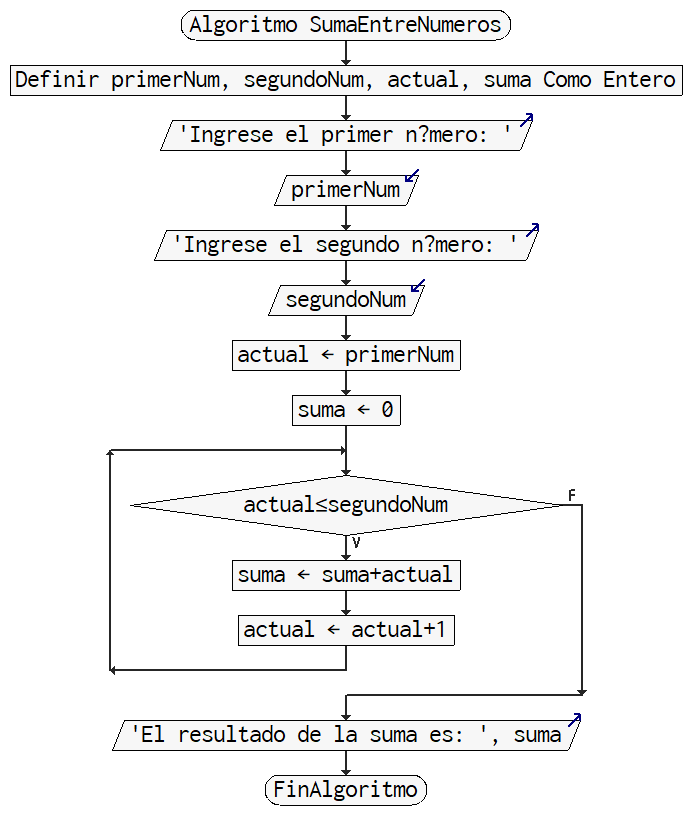 Algoritmo SumaEntreNumeros
Definir primerNum, segundoNum, actual, suma Como Entero
'Ingrese el primer n?mero: '
primerNum
'Ingrese el segundo n?mero: '
segundoNum
actual ← primerNum
suma ← 0
actual≤segundoNum
F
V
suma ← suma+actual
actual ← actual+1
'El resultado de la suma es: ', suma
FinAlgoritmo